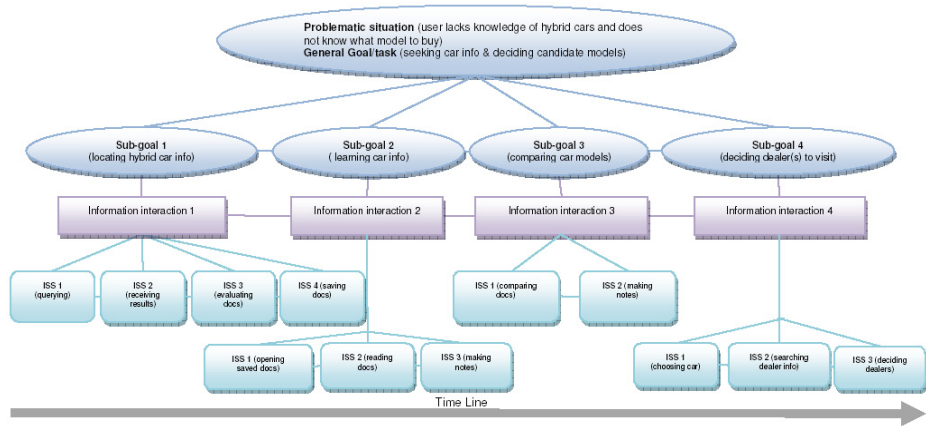 Problematic situation (user lacks knowledge of hybrid cars and does
not know what model to buy)
General Goal/task (seeking car info & deciding candidate models)
Sub-goal 1
(locating hybrid car info)
Sub-goal 2
( learning car info)
Sub-goal 3
(comparing car models)
Sub-goal 4
(deciding dealer(s) to visit)
Information interaction 1
Information interaction 2
Information interaction 3
Information interaction 4
ISS 1
(querying)
ISS 2
(receiving
results)
ISS 3
(evaluating
docs)
ISS 4 (saving
docs)
ISS 1 (comparing
docs)
ISS 2 (making
notes)
ISS 1 (opening
saved docs)
ISS 2 (reading
docs)
ISS 3 (making
notes)
ISS 1
(choosing car)
ISS 2 (searching
dealer info)
ISS 3 (deciding
dealers)
Time Line